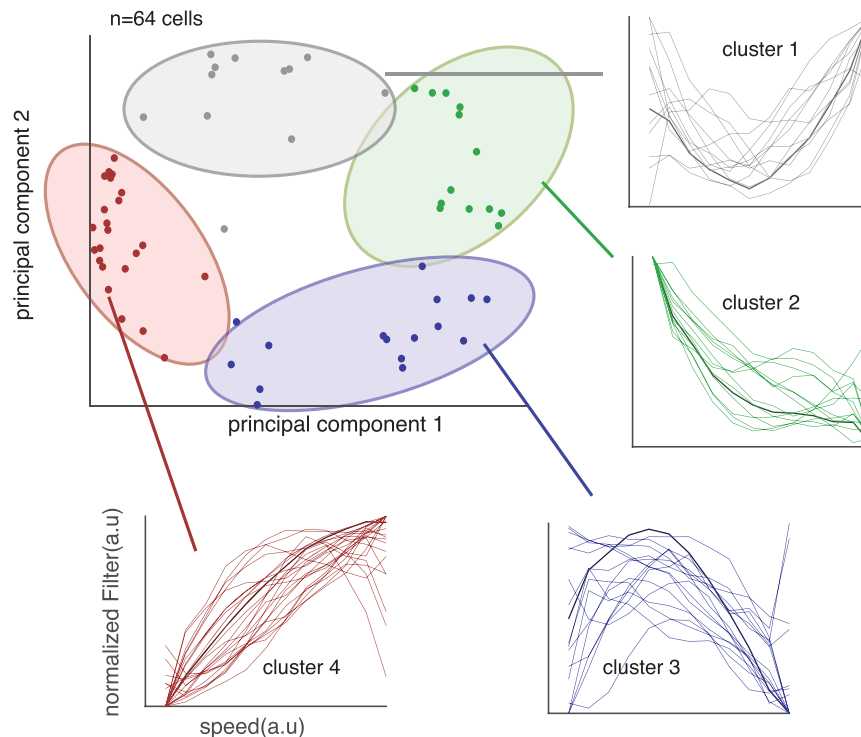 n=64 cells
cluster 1
principal component 2
cluster 2
principal component 1
normalized Filter(a.u)
cluster 4
cluster 3
speed(a.u)